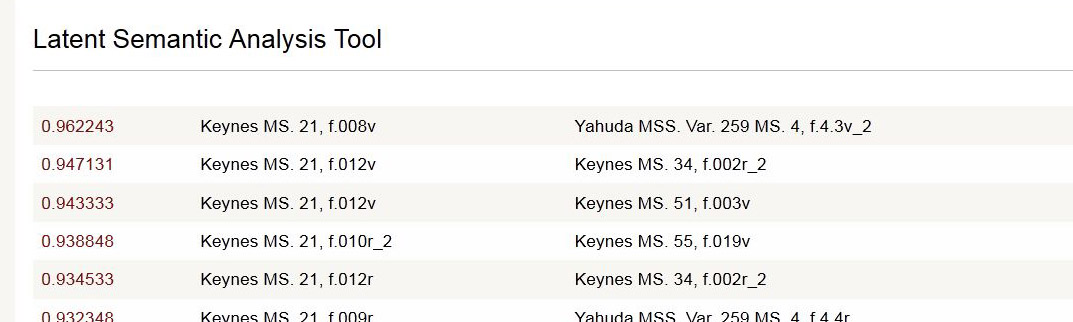 Latent Semantic Analysis Tool
0.962243 Keynes MS. 21, f.008v Yahuda MSS. Var. 259 MS. 4, f.4.3v_2
0.947131 Keynes MS. 21, f.012v Keynes MS. 34, f.002r_2
0.943333 Keynes MS. 21, f.012v Keynes MS. 51, f.003v
0.938848 Keynes MS. 21, f.010r_2 Keynes MS. 55, f.019v
0.934533 Keynes MS. 21, f.012r Keynes MS. 34, f.002r_2
0.932348 Keynes MS. 21, f.009r Yahuda MSS. Var. 259 MS. 4, f.4.4r